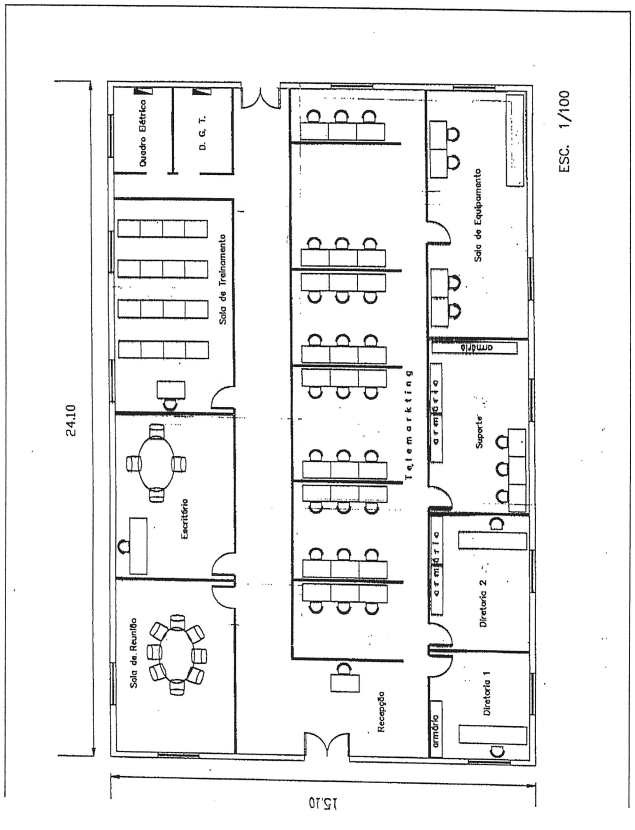 24.10
15.10
ESC. 1/100
Quadro Elétrico
D. G. T.
Sala de Treinamento
Escritório
Sala de Reunião
Telemarkting
Recepção
Sala de Equipamento
armário
armário
Suporte
armário
Diretoria 2
armário
Diretoria 1